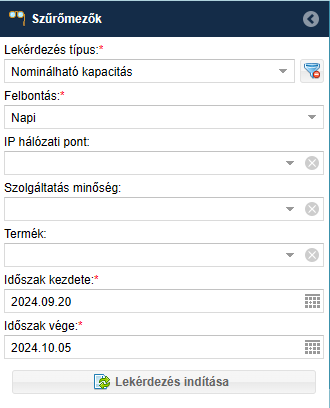 Szűrőmezők
Lekérdezés típus:*
Nominálható kapacitás
Felbontás:*
Napi
IP hálózati pont:
Szolgáltatás minőség:
Termék:
Időszak kezdete:*
2024.09.20
Időszak vége:*
2024.10.05
Lekérdezés indítása